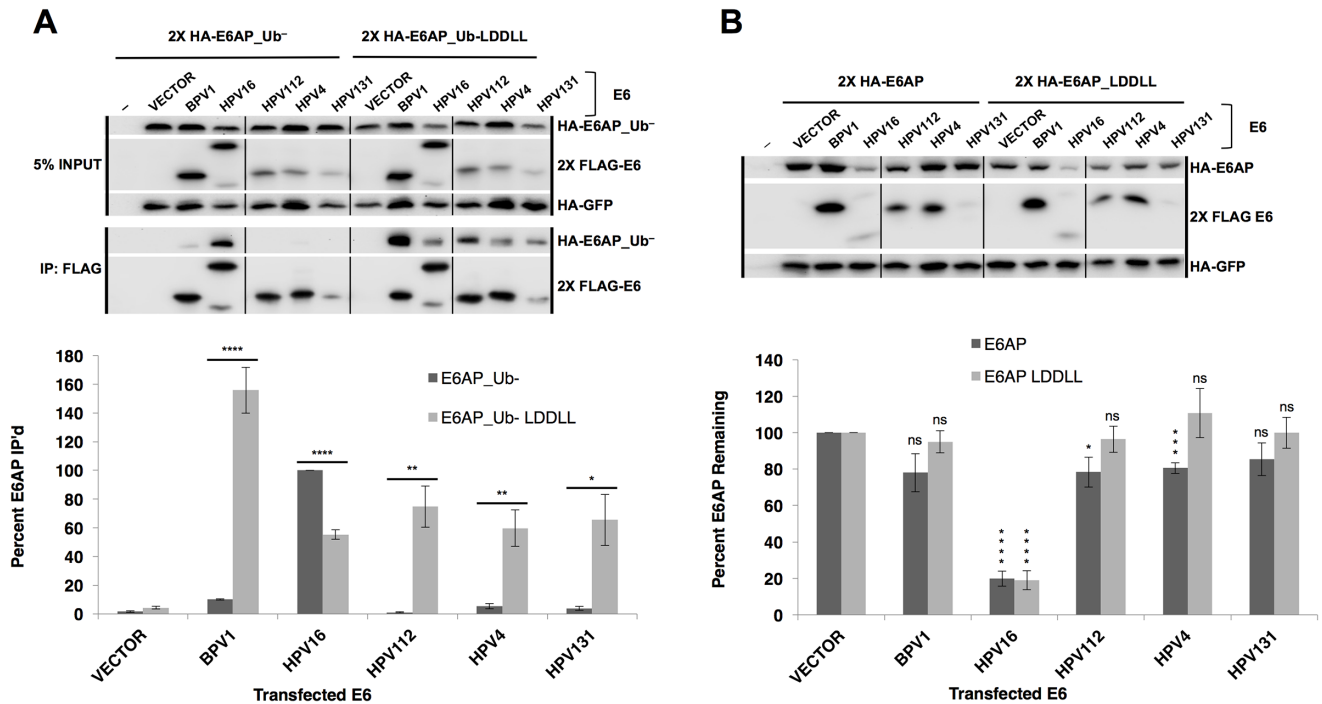 A
2X HA-E6AP_Ub⁻
2X HA-E6AP_Ub-LDDLL
– VECTOR BPV1 HPV16 HPV112 HPV4 HPV131 VECTOR BPV1 HPV16 HPV112 HPV4 HPV131 E6
5% INPUT
HA-E6AP_Ub⁻
2X FLAG-E6
HA-GFP
IP: FLAG
HA-E6AP_Ub⁻
2X FLAG-E6
Percent E6AP IP'd
180
160
140
120
100
80
60
40
20
0
**** **** ** ** *
E6AP_Ub-
E6AP_Ub- LDDLL
VECTOR BPV1 HPV16 HPV112 HPV4 HPV131
Transfected E6
B
2X HA-E6AP
2X HA-E6AP_LDDLL
– VECTOR BPV1 HPV16 HPV112 HPV4 HPV131 VECTOR BPV1 HPV16 HPV112 HPV4 HPV131 E6
HA-E6AP
2X FLAG E6
HA-GFP
Percent E6AP Remaining
140
120
100
80
60
40
20
0
E6AP
E6AP LDDLL
ns ns **** **** * ns *** ns ns ns
VECTOR BPV1 HPV16 HPV112 HPV4 HPV131
Transfected E6